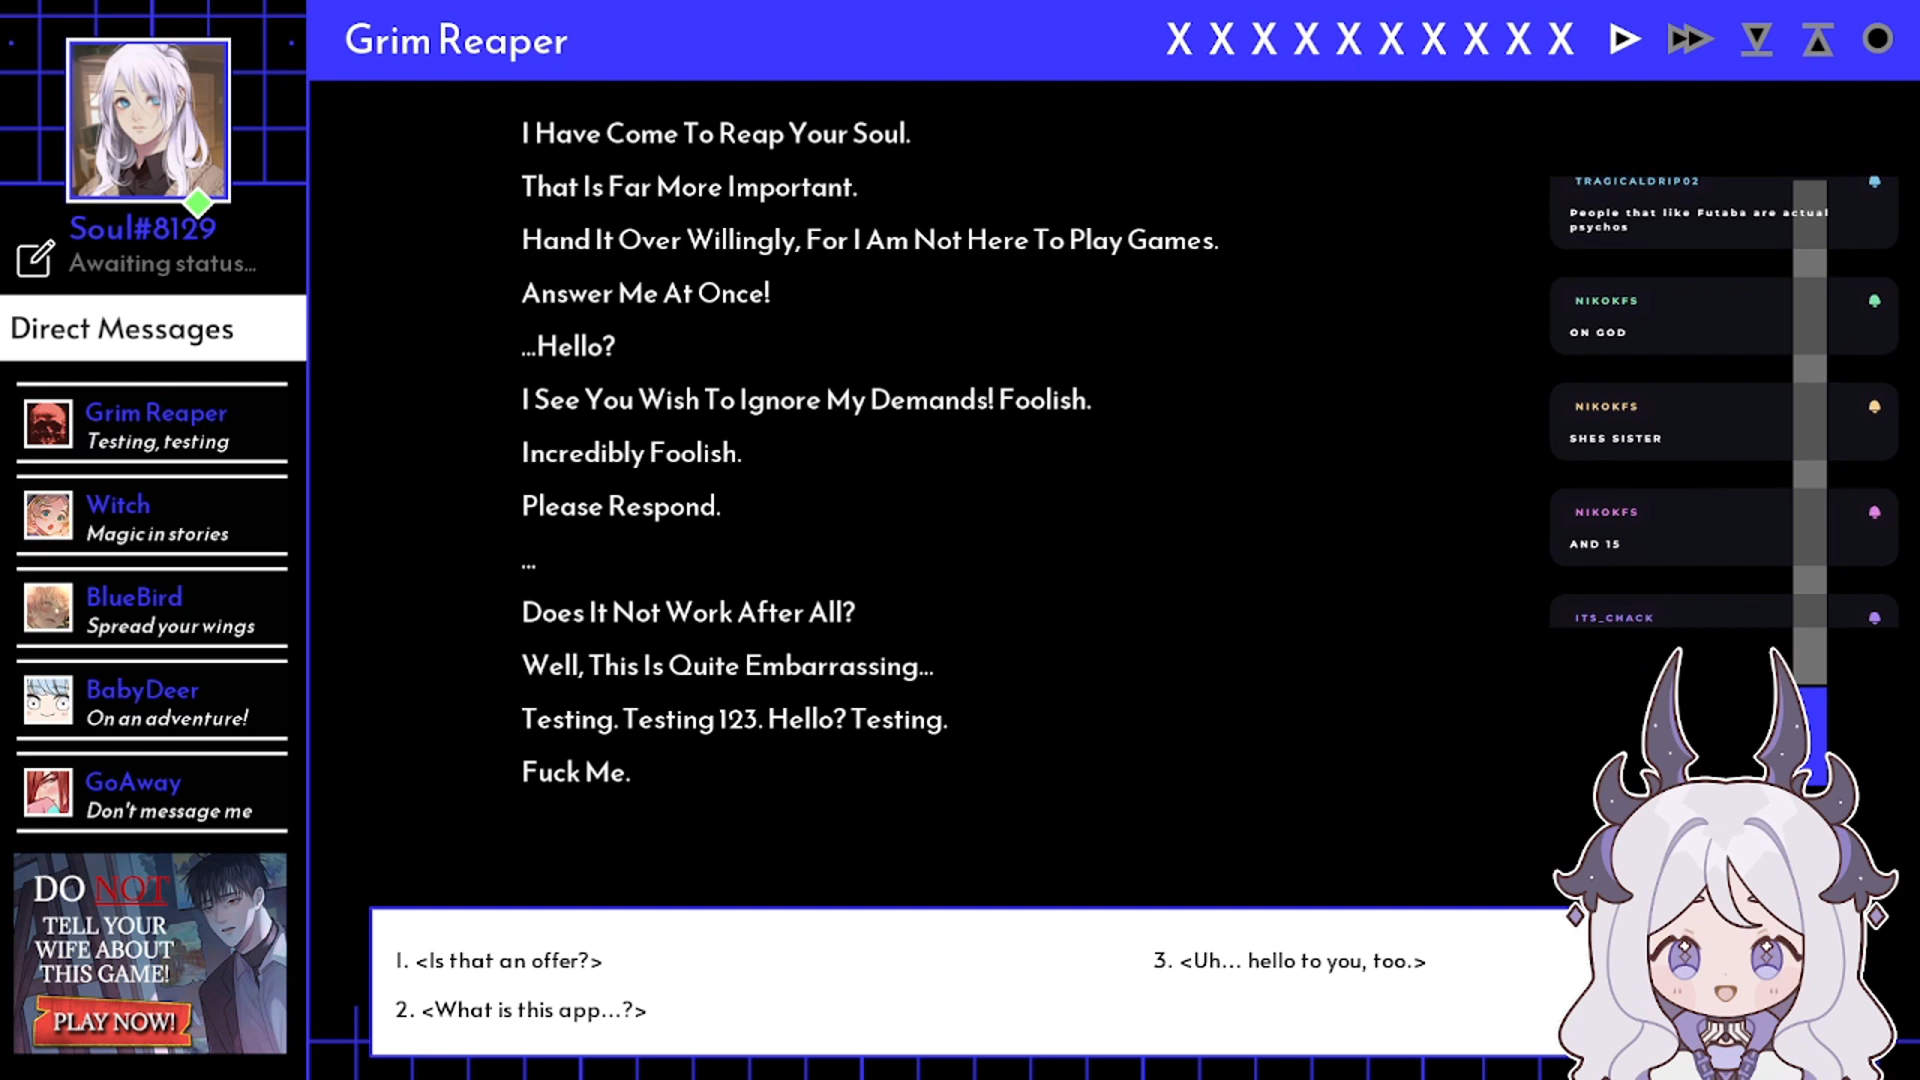 Grim Reaper
X X X X X X X X X X
Soul#8129
Awaiting status...
Direct Messages
Grim Reaper
Testing, testing
Witch
Magic in stories
BlueBird
Spread your wings
BabyDeer
On an adventure!
GoAway
Don't message me
DO NOT
TELL YOUR
WIFE ABOUT
THIS GAME!
PLAY NOW!
I Have Come To Reap Your Soul.
That Is Far More Important.
Hand It Over Willingly, For I Am Not Here To Play Games.
Answer Me At Once!
...Hello?
I See You Wish To Ignore My Demands! Foolish.
Incredibly Foolish.
Please Respond.
...
Does It Not Work After All?
Well, This Is Quite Embarrassing...
Testing. Testing 123. Hello? Testing.
Fuck Me.
1. <Is that an offer?>
2. <What is this app...?>
3. <Uh... hello to you, too.>
TRAGICALDRIP02
People that like Futaba are actual
psychos
NIKOKFS
ON GOD
NIKOKFS
SHES SISTER
NIKOKFS
AND 15
ITS_CHACK